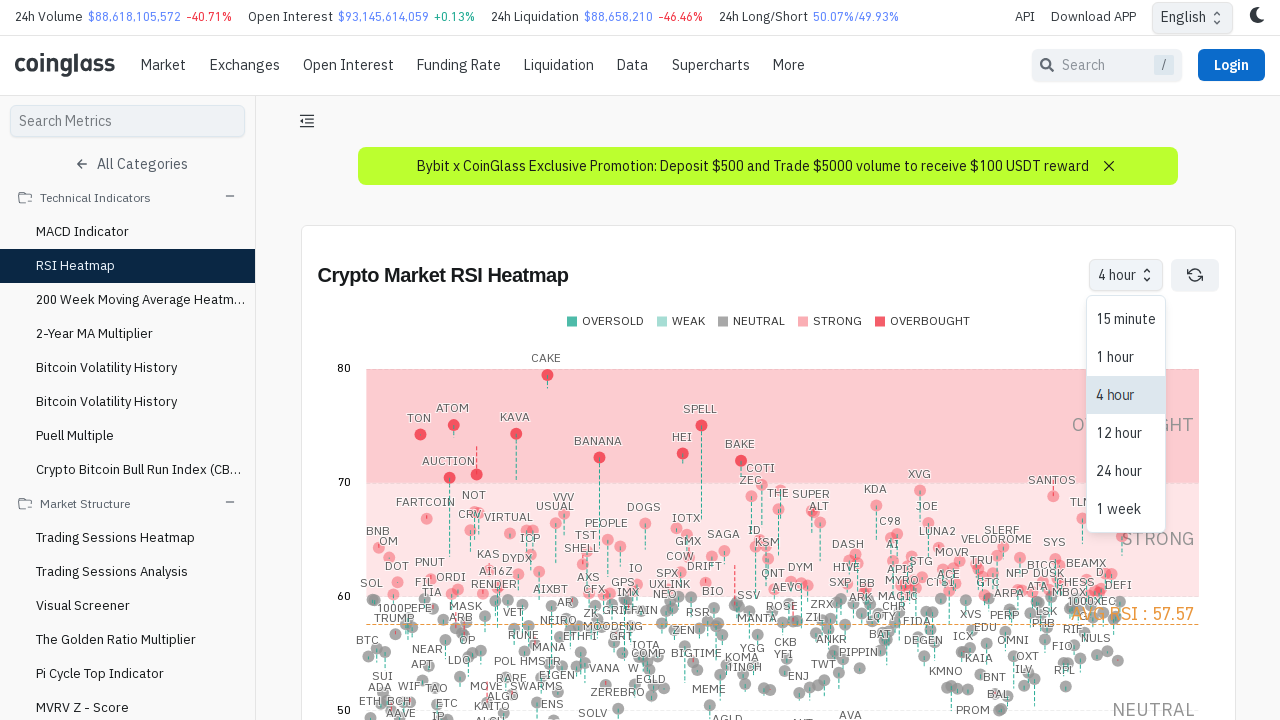 24h Volume $88,618,105,572 -40.71% Open Interest $93,145,614,059 +0.13% 24h Liquidation $88,658,210 -46.46% 24h Long/Short 50.07%/49.93% API Download APP English
coinglass Market Exchanges Open Interest Funding Rate Liquidation Data Supercharts More Search / Login
Search Metrics
All Categories
Technical Indicators
MACD Indicator
RSI Heatmap
200 Week Moving Average Heatm...
2-Year MA Multiplier
Bitcoin Volatility History
Bitcoin Volatility History
Puell Multiple
Crypto Bitcoin Bull Run Index (CB...
Market Structure
Trading Sessions Heatmap
Trading Sessions Analysis
Visual Screener
The Golden Ratio Multiplier
Pi Cycle Top Indicator
MVRV Z - Score
Bybit x CoinGlass Exclusive Promotion: Deposit $500 and Trade $5000 volume to receive $100 USDT reward
Crypto Market RSI Heatmap
4 hour
15 minute
1 hour
4 hour
12 hour
24 hour
1 week
OVERSOLD WEAK NEUTRAL STRONG OVERBOUGHT
80
CAKE
TON ATOM KAVA SPELL
BANANA HEI BAKE
AUCTION COTI
70
ZEC XVG SANTOS
FARTCOIN NOT VVV THE SUPER KDA
CRV VIRTUAL USUAL DOGS ALT JOE
BNB ICP TST PEOPLE IOTX ID C98 LUNA2 SLERF
OM SHELL GMX SAGA KSM DASH AI VELODROME SYS
STRONG
DOT PNUT KAS DYDX COW DRIFT HIVE STG MOVR TRU BICO BEAMX
SOL FIL ORDI AI16Z AXS IO SPX QNT DYM API3 ACE NFP DUSK
TIA RENDER AIXBT CFX GPS UXLINK BIO AEVO SXP BB MYRO CTSI GTC ATA CHESS DEFI
60
IMX NEO SSV ARK MAGIC ARPA MBOX
1000PEPE MASK VET ZK GRIFFAIN RSR ROSE ZRX CHR LSK 1000XEC
TRUMP ARB NEIRO MOODENG MANTA ZIL LQTY FIDA XVS PERP PHB
AVG RSI : 57.57
BTC OP RUNE ETHFI GRT ZEN CKB ANKR BAT DEGEN ICX EDU OMNI RIF NULS
NEAR MANA IOTA YGG FIO
APT LDO POL HMSTR VANA COMP BIGTIME KOMA YFI TWT PIPPIN KAIA OXT
SUI EIGEN W 1INCH KMNO ILV RPL
ADA WIF TAO MOVE SWARMS ZEREBRO EGLD MEME ENJ BNT
BCH ETC ALGO ENS BAL
AAVE KAITO SOLV AVA PROM
NEUTRAL
50